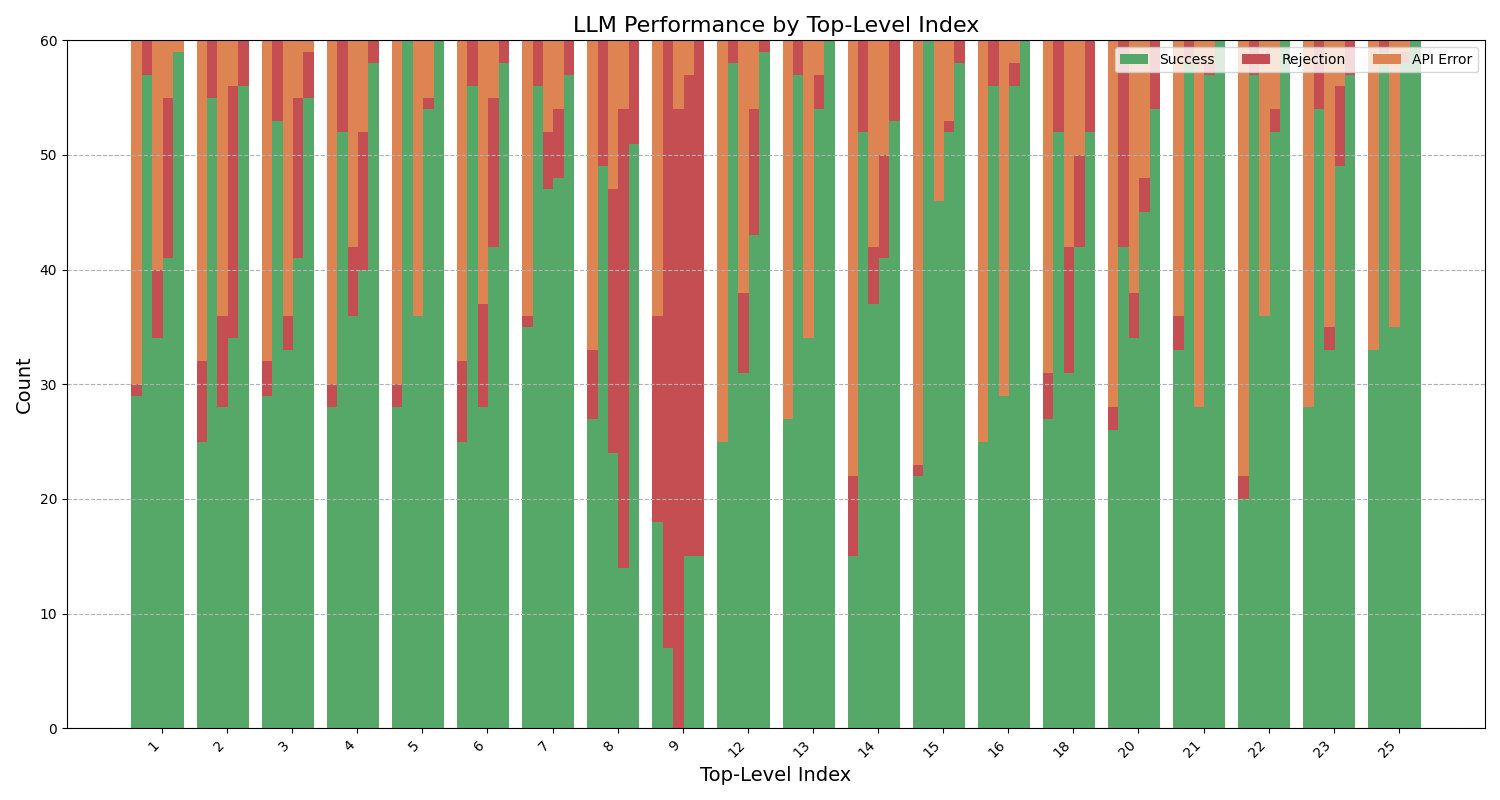 LLM Performance by Top-Level Index
Success Rejection API Error
Count
60
50
40
30
20
10
0
1 2 3 4 5 6 7 8 9 12 13 14 15 16 18 20 21 22 23 25
Top-Level Index